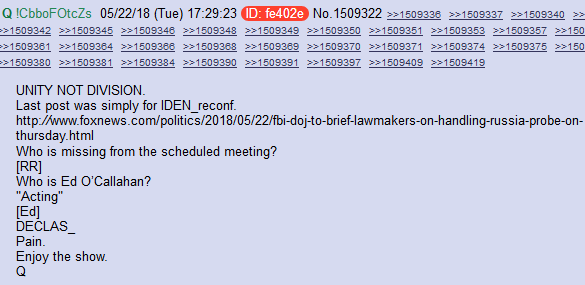 Q !CbboFOtcZs 05/22/18 (Tue) 17:29:23 ID: fe402e No.1509322 >>1509336 >>1509337 >>1509340 >>
>>1509342 >>1509345 >>1509346 >>1509348 >>1509349 >>1509350 >>1509351 >>1509353 >>1509357 >>150
>>1509361 >>1509364 >>1509366 >>1509368 >>1509369 >>1509370 >>1509371 >>1509374 >>1509375 >>150
>>1509380 >>1509381 >>1509384 >>1509390 >>1509391 >>1509397 >>1509409 >>1509419
UNITY NOT DIVISION.
Last post was simply for IDEN_reconf.
http://www.foxnews.com/politics/2018/05/22/fbi-doj-to-brief-lawmakers-on-handling-russia-probe-on-
thursday.html
Who is missing from the scheduled meeting?
[RR]
Who is Ed O'Callahan?
"Acting"
[Ed]
DECLAS_
Pain.
Enjoy the show.
Q